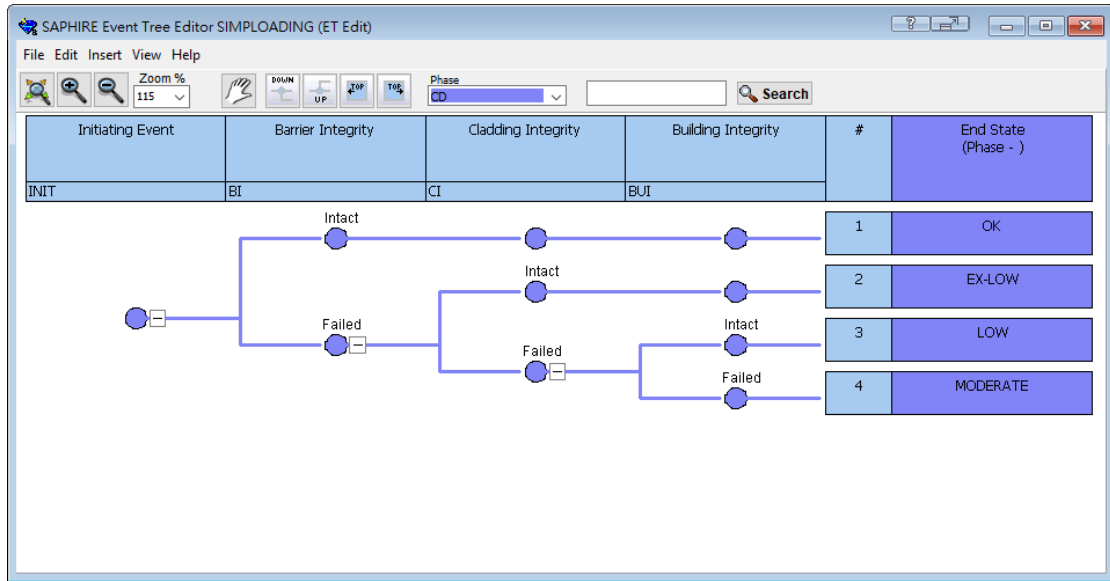 SAPHIRE Event Tree Editor SIMPLOADING (ET Edit)
File Edit Insert View Help
Zoom %
115
DOWN
UP
TOP
TOP
Phase
CD
Search
Initiating Event Barrier Integrity Cladding Integrity Building Integrity # End State
(Phase - )
INIT BI CI BUI
Intact
1 OK
Intact
2 EX-LOW
Failed Intact
3 LOW
Failed
Failed
4 MODERATE